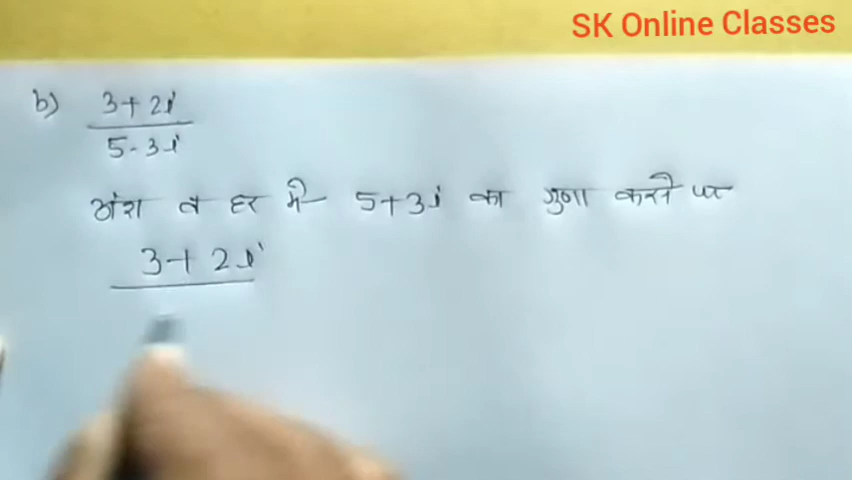 SK Online Classes
b) 3+2i
5-3i
अंश व हर में 5+3i का गुणा करने पर
3+2i